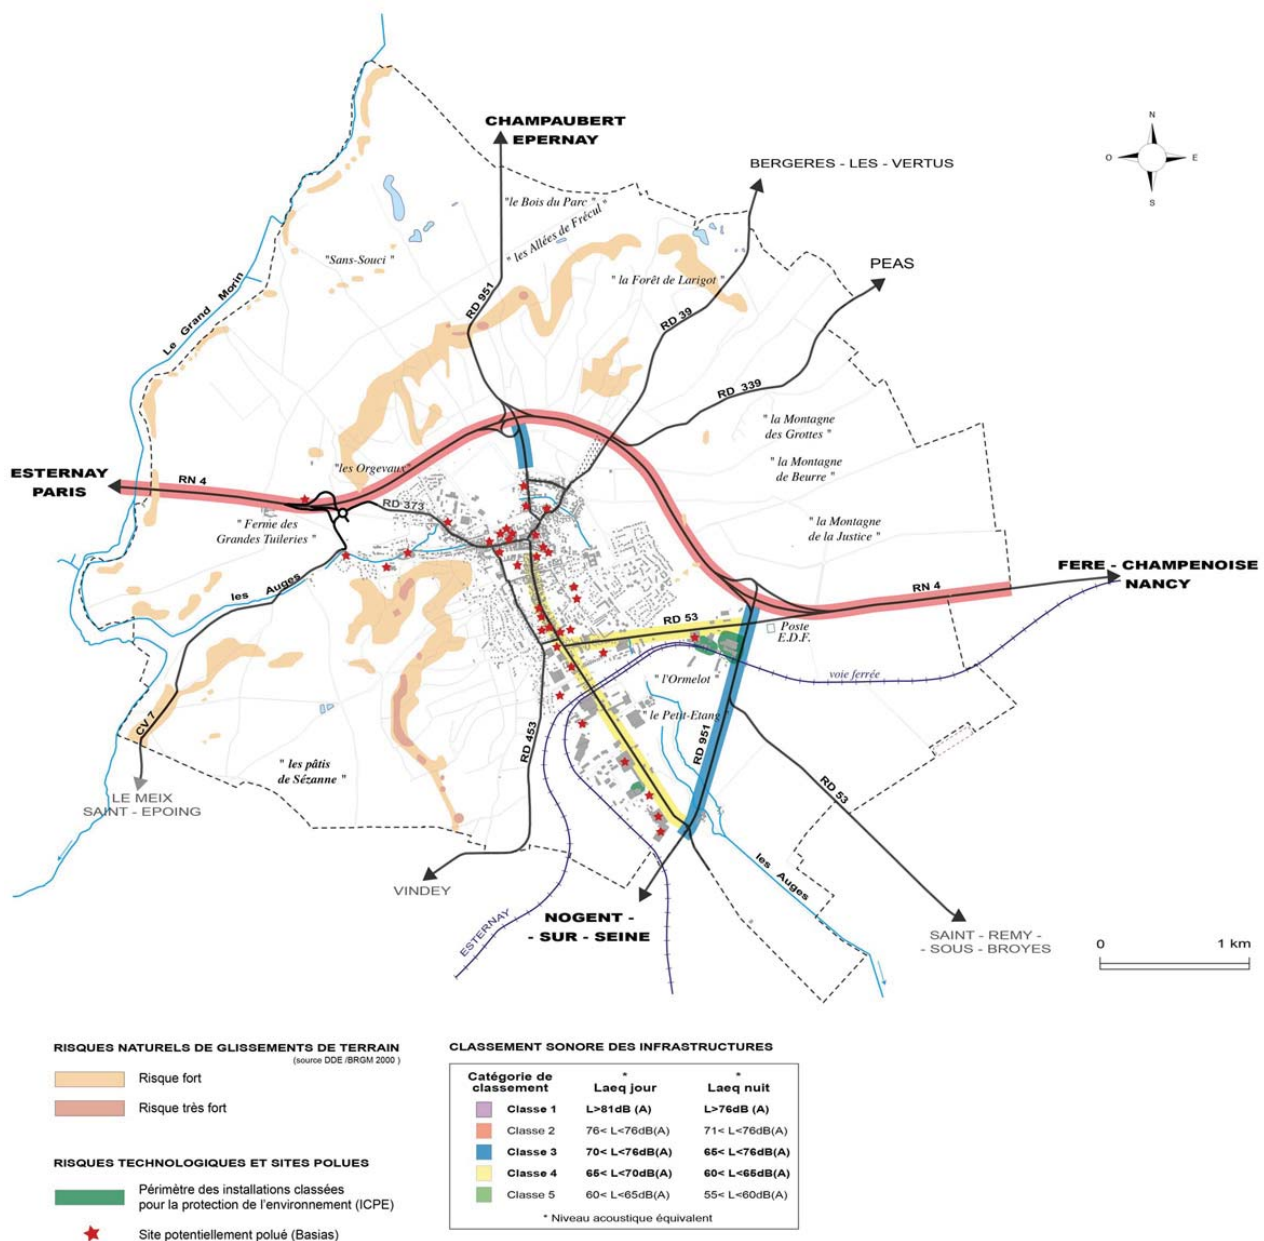 CHAMPAUBERT
EPERNAY
N
O
E
S
BERGERES - LES - VERTUS
"le Bois du Parc "
" les Allées de Frécul "
"Sans-Souci "
PEAS
" la Forêt de Larigot "
Le Grand Morin
RD 951
RD 39
RD 339
" la Montagne
des Grottes "
" la Montagne
de Beurre "
ESTERNAY
PARIS
RN 4
"les Orgevaux"
RD 373
" Ferme des
Grandes Tuileries "
"la Montagne
de la Justice "
FERE - CHAMPENOISE
NANCY
RN 4
les Auges
RD 53
Poste
E.D.F.
voie ferrée
" l'Ormelot
" le Petit-Etang "
CV 7
RD 453
RD 951
" les pâtis
de Sézanne "
RD 53
LE MEIX
SAINT - EPOING
VINDEY
les Auges
ESTERNAY
NOGENT -
- SUR - SEINE
SAINT - REMY -
- SOUS - BROYES
0
1 km
RISQUES NATURELS DE GLISSEMENTS DE TERRAIN
(source DDE /BRGM 2000 )
Risque fort
Risque très fort
RISQUES TECHNOLOGIQUES ET SITES POLUES
Périmètre des installations classées
pour la protection de l'environnement (ICPE)
Site potentiellement polué (Basias)
CLASSEMENT SONORE DES INFRASTRUCTURES
Catégorie de classement * Laeq jour * Laeq nuit
Classe 1 L>81dB (A) L>76dB (A)
Classe 2 76< L<76dB(A) 71< L<76dB(A)
Classe 3 70< L<76dB(A) 65< L<76dB(A)
Classe 4 65< L<70dB(A) 60< L<65dB(A)
Classe 5 60< L<65dB(A) 55< L<60dB(A)
* Niveau acoustique équivalent